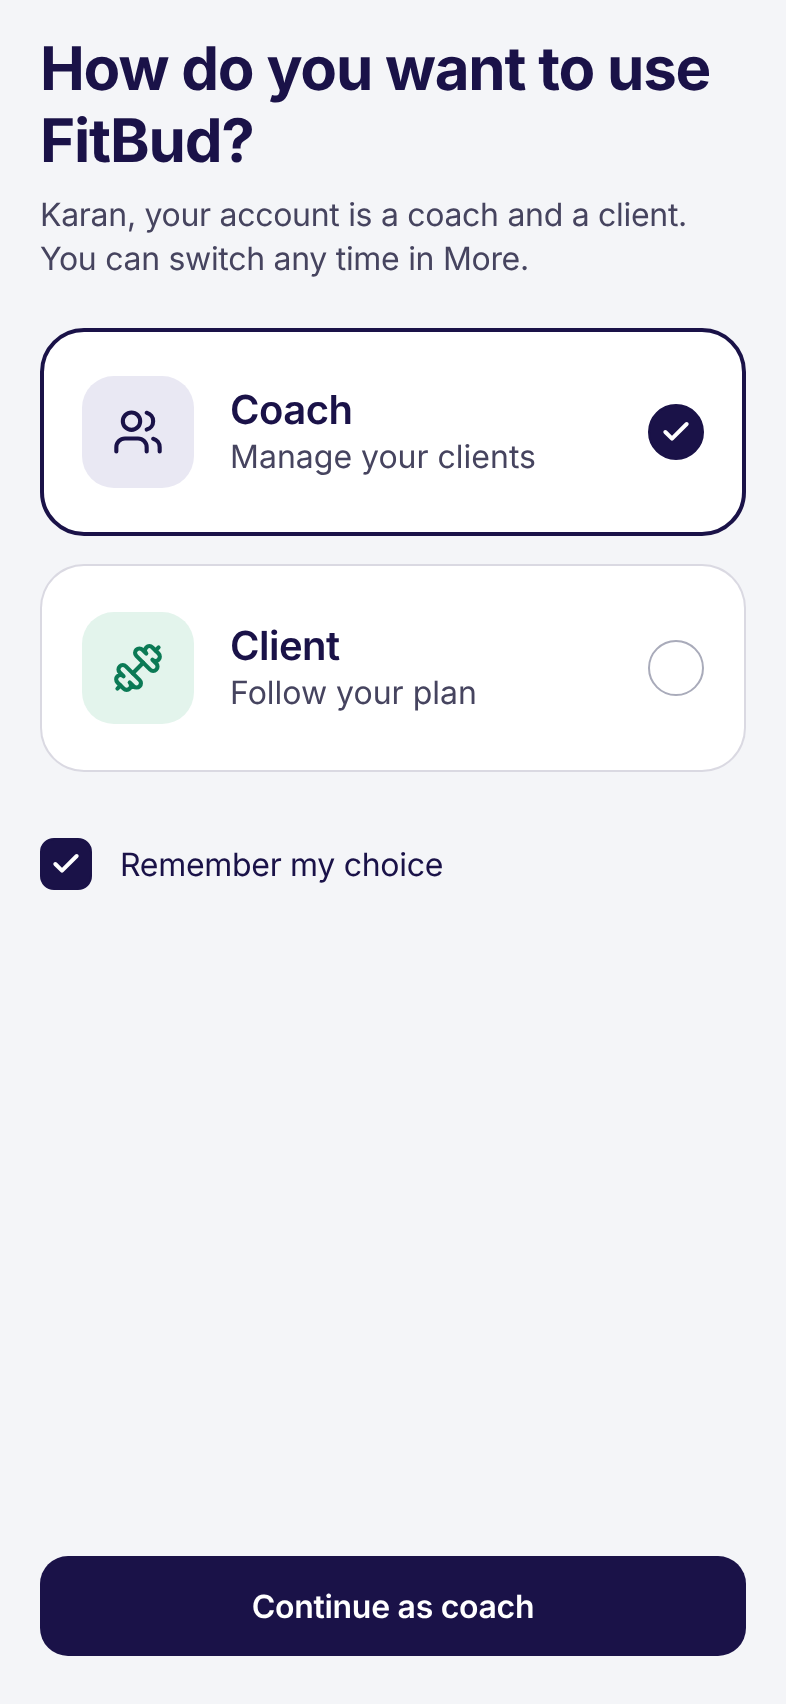 How do you want to use
FitBud?
Karan, your account is a coach and a client.
You can switch any time in More.
Coach
Manage your clients
Client
Follow your plan
Remember my choice
Continue as coach